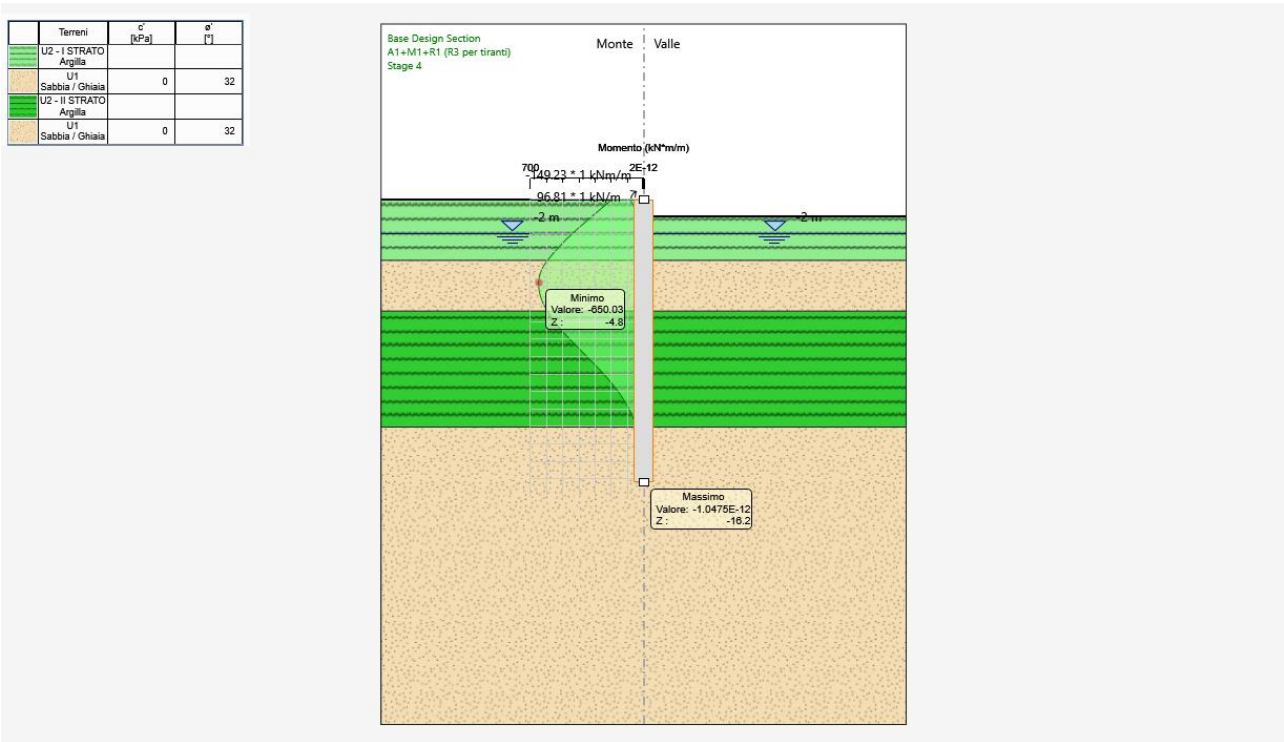 Terreni c' ø'
[kPa] [°]
U2 - I STRATO
Argilla
U1
Sabbia / Ghiaia 0 32
U2 - II STRATO
Argilla
U1
Sabbia / Ghiaia 0 32
Base Design Section
A1+M1+R1 (R3 per tiranti)
Stage 4
Monte Valle
Momento (kN*m/m)
700 2E-12
-149.23 * 1 kNm/m
96.81 * 1 kN/m
-2 m -2 m
Minimo
Valore: -650.03
Z : -4.8
Massimo
Valore: -1.0475E-12
Z : -16.2